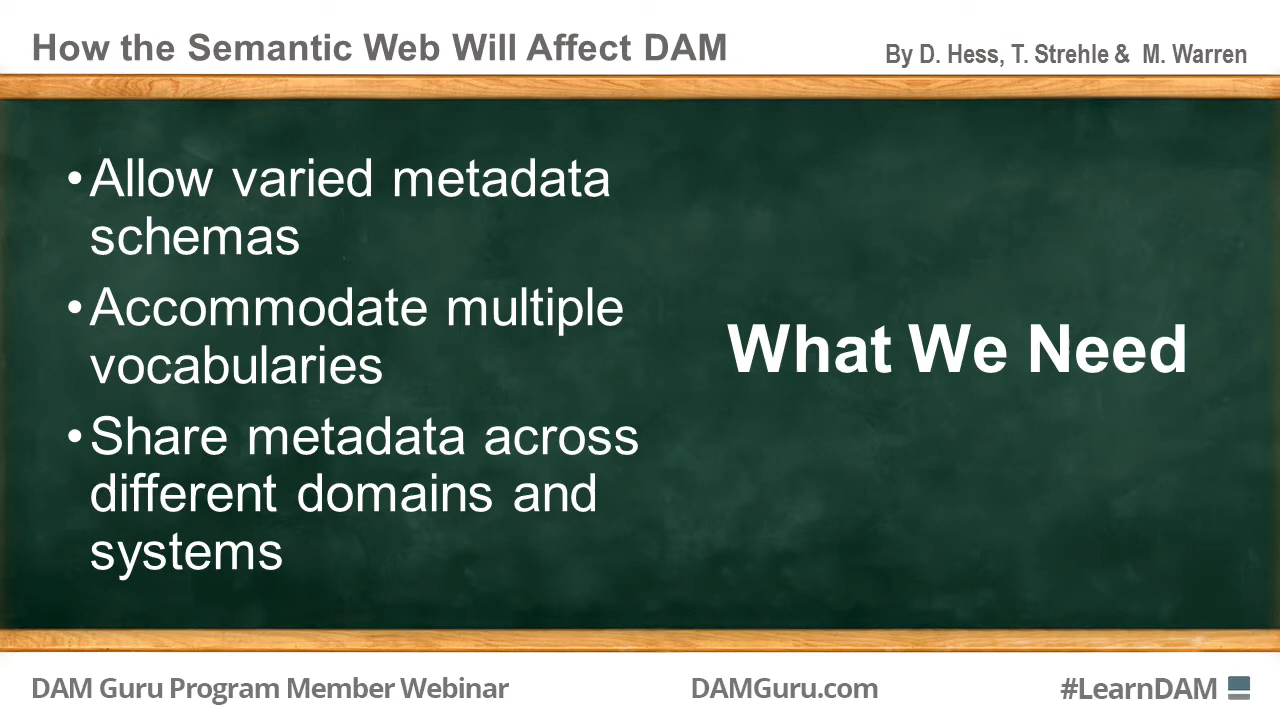 How the Semantic Web Will Affect DAM
By D. Hess, T. Strehle & M. Warren
•Allow varied metadata
schemas
•Accommodate multiple
vocabularies
•Share metadata across
different domains and
systems
What We Need
DAM Guru Program Member Webinar
DAMGuru.com
#LearnDAM